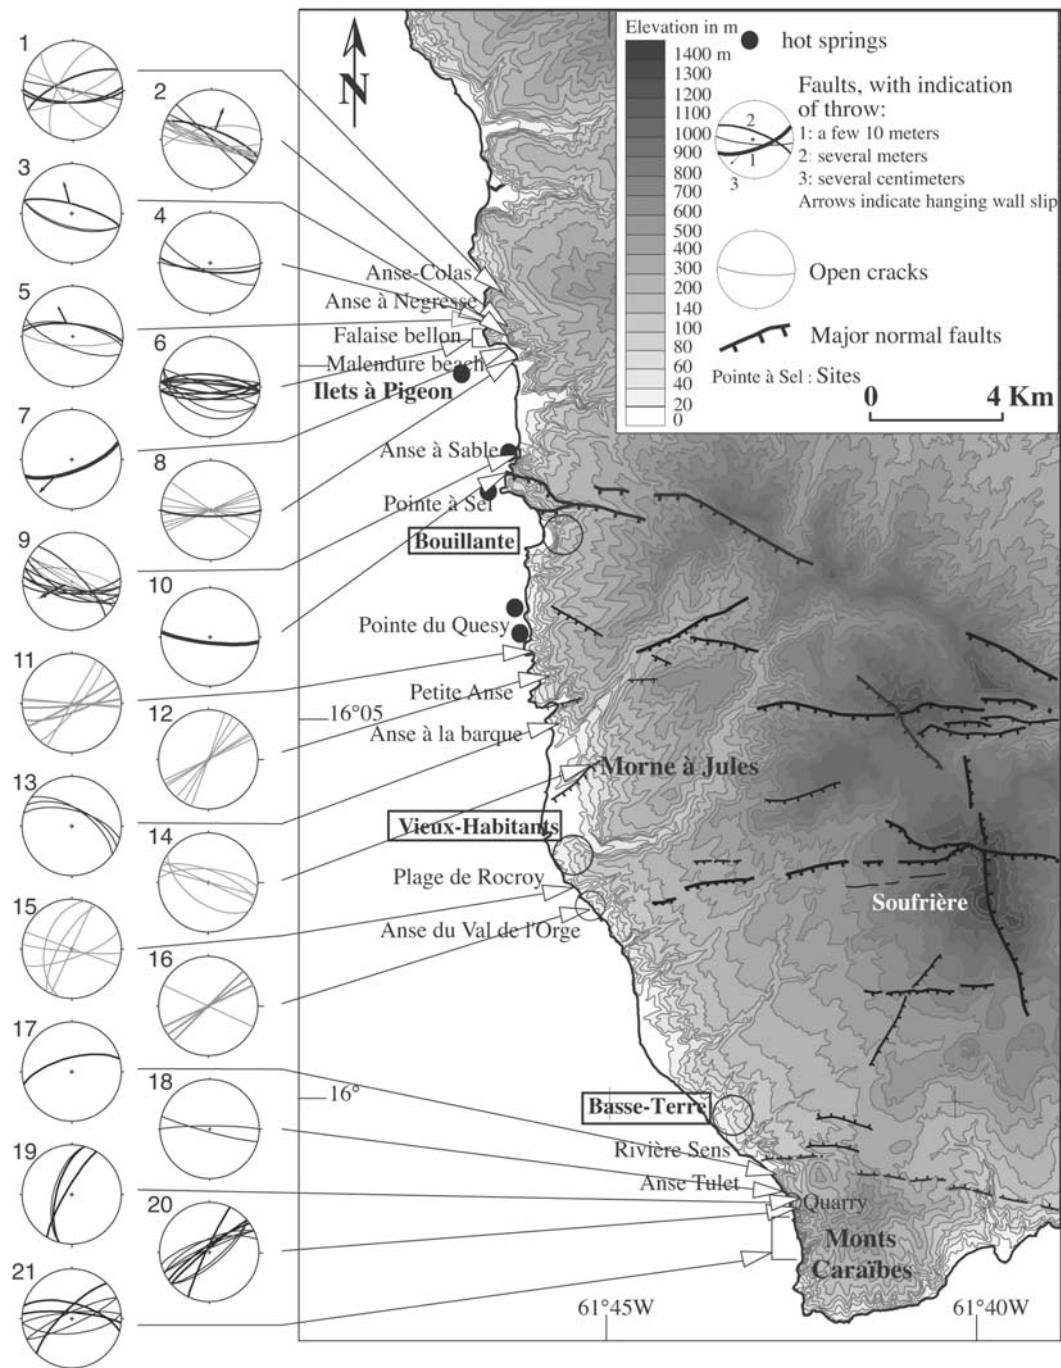 1
2
3
4
5
6
7
8
9
10
11
12
13
14
15
16
17
18
19
20
21
N
Elevation in m
1400 m
1300
1200
1100
1000
900
800
700
600
500
400
300
200
140
100
80
60
40
20
0
hot springs
Faults, with indication
of throw:
1: a few 10 meters
2: several meters
3: several centimeters
Arrows indicate hanging wall slip
2
1
3
Open cracks
Major normal faults
Pointe à Sel : Sites
0 4 Km
Anse-Colas
Anse à Negresse
Falaise bellon
Malendure beach
Ilets à Pigeon
Anse à Sable
Pointe à Sel
Bouillante
Pointe du Quesy
Petite Anse
16°05
Anse à la barque
Morne à Jules
Vieux-Habitants
Plage de Rocroy
Soufrière
Anse du Val de l'Orge
16°
Basse-Terre
Rivière Sens
Anse Tulet
Quarry
Monts
Caraïbes
61°45W
61°40W